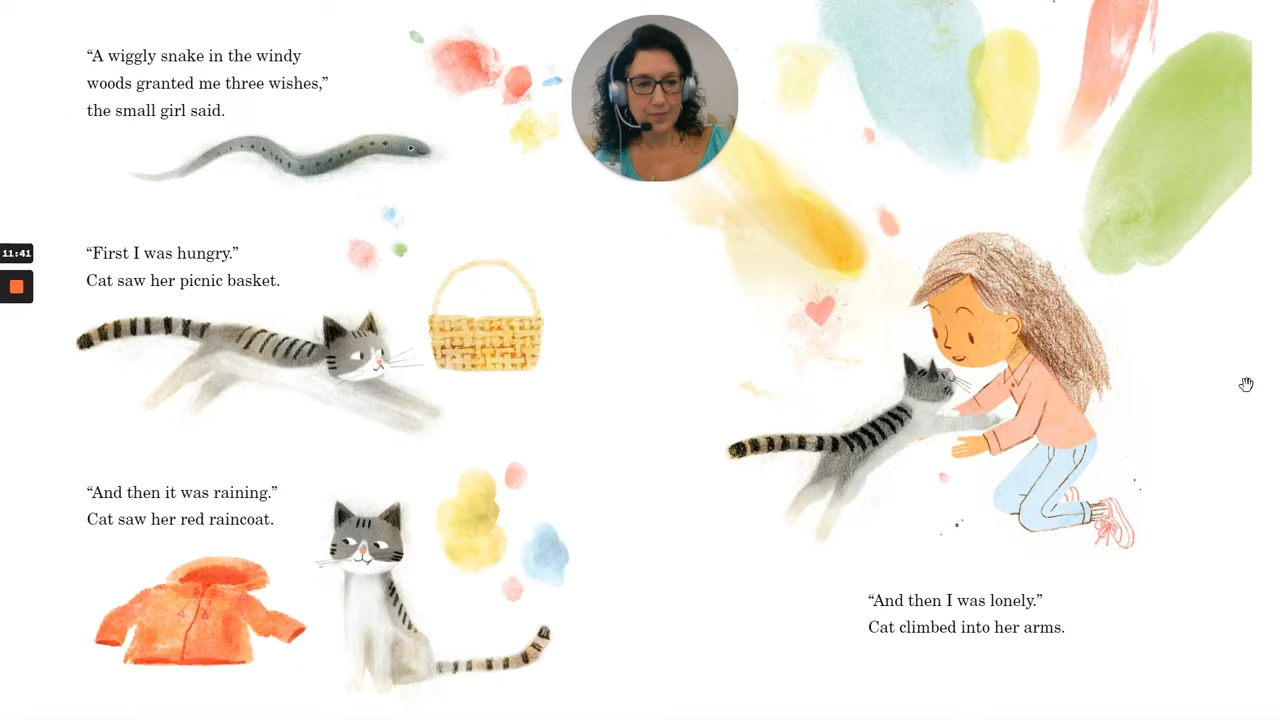 “A wiggly snake in the windy
woods granted me three wishes,”
the small girl said.
11:41
“First I was hungry.”
Cat saw her picnic basket.
“And then it was raining.”
Cat saw her red raincoat.
“And then I was lonely.”
Cat climbed into her arms.